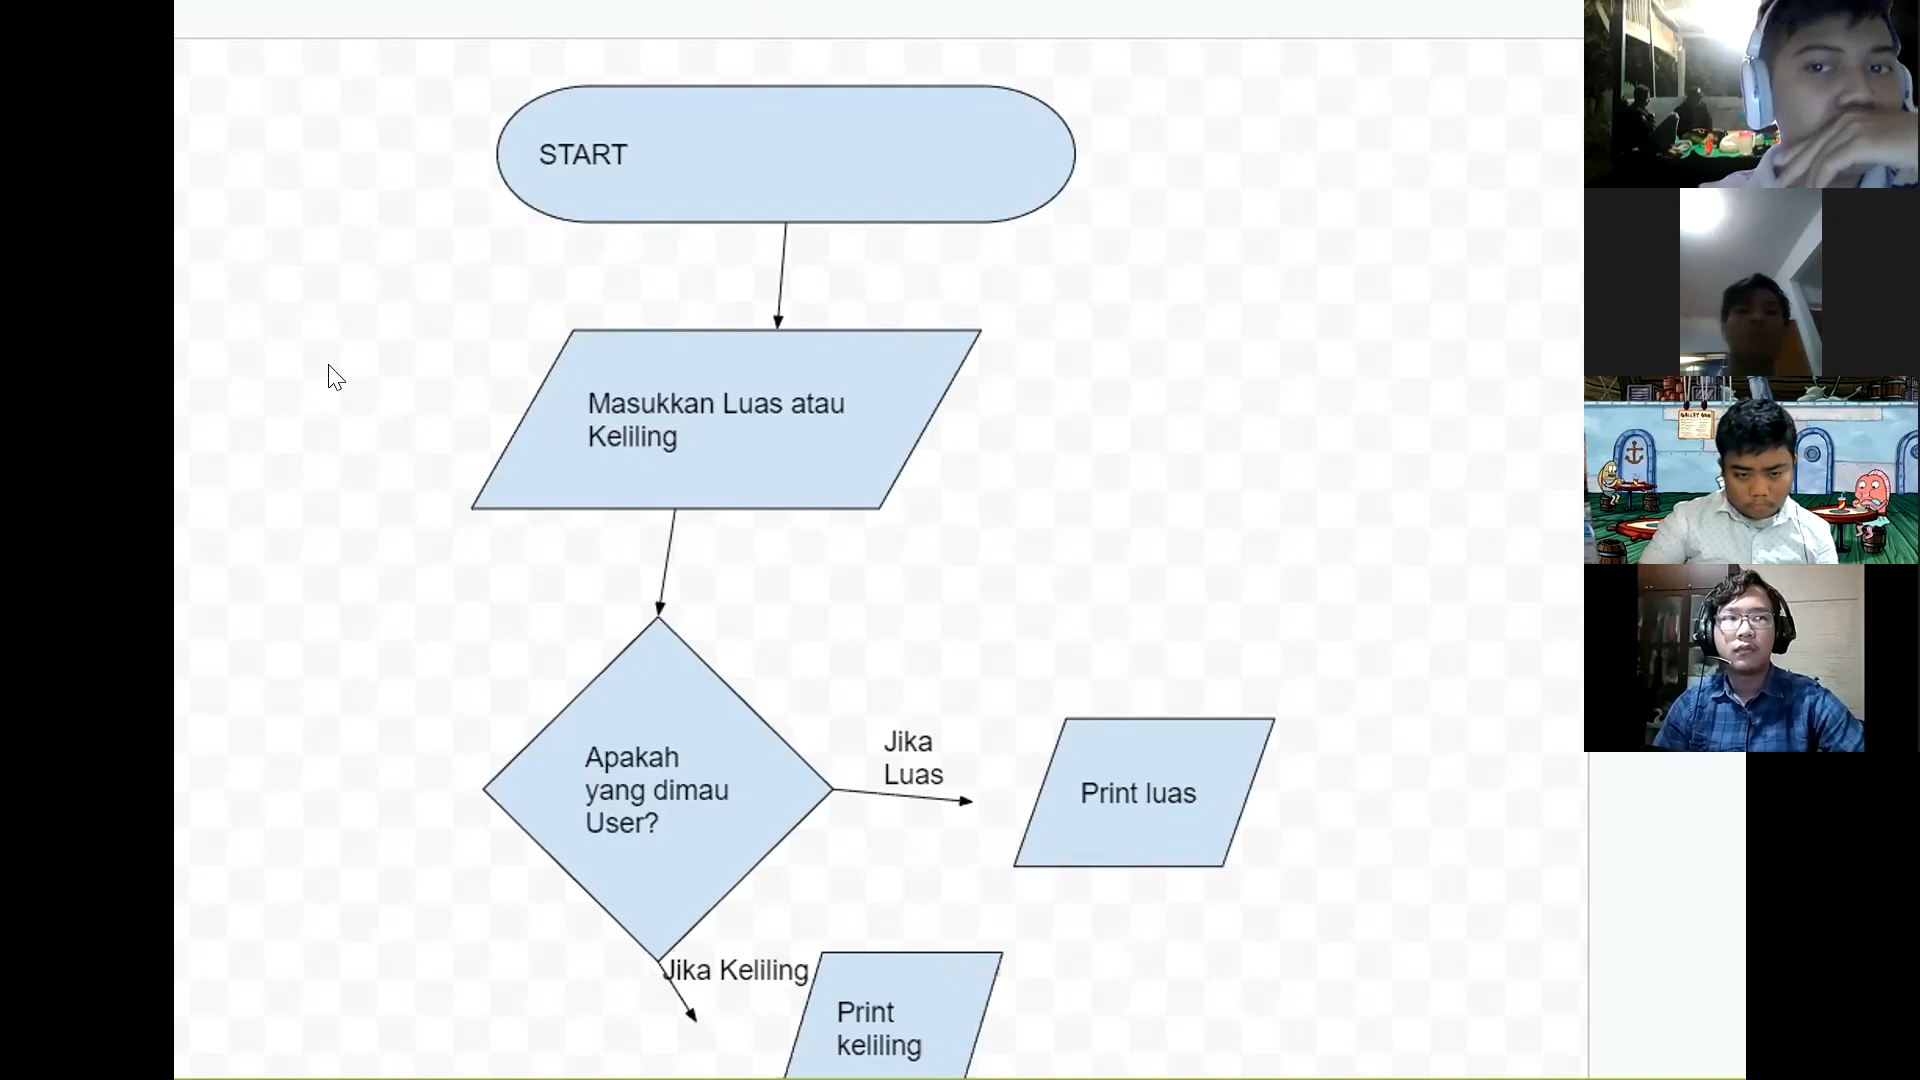 START
Masukkan Luas atau
Keliling
Apakah
yang dimau
User?
Jika
Luas
Print luas
Jika Keliling
Print
keliling